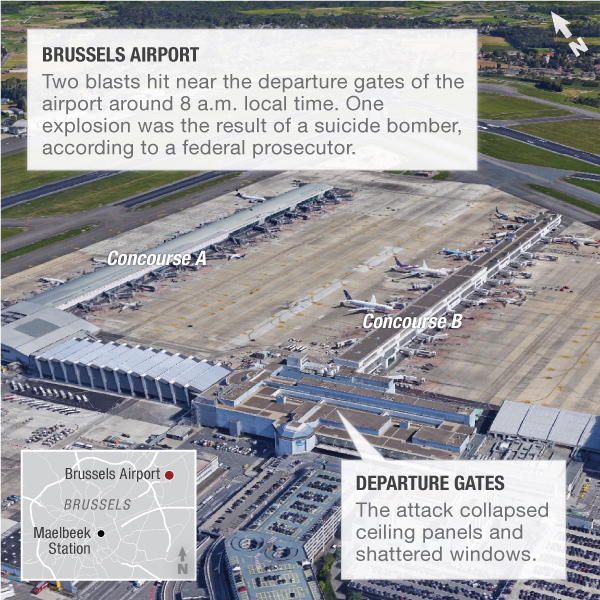 N
BRUSSELS AIRPORT
Two blasts hit near the departure gates of the
airport around 8 a.m. local time. One
explosion was the result of a suicide bomber,
according to a federal prosecutor.
Concourse A
Concourse B
Brussels Airport
BRUSSELS
Maelbeek
Station
N
DEPARTURE GATES
The attack collapsed
ceiling panels and
shattered windows.